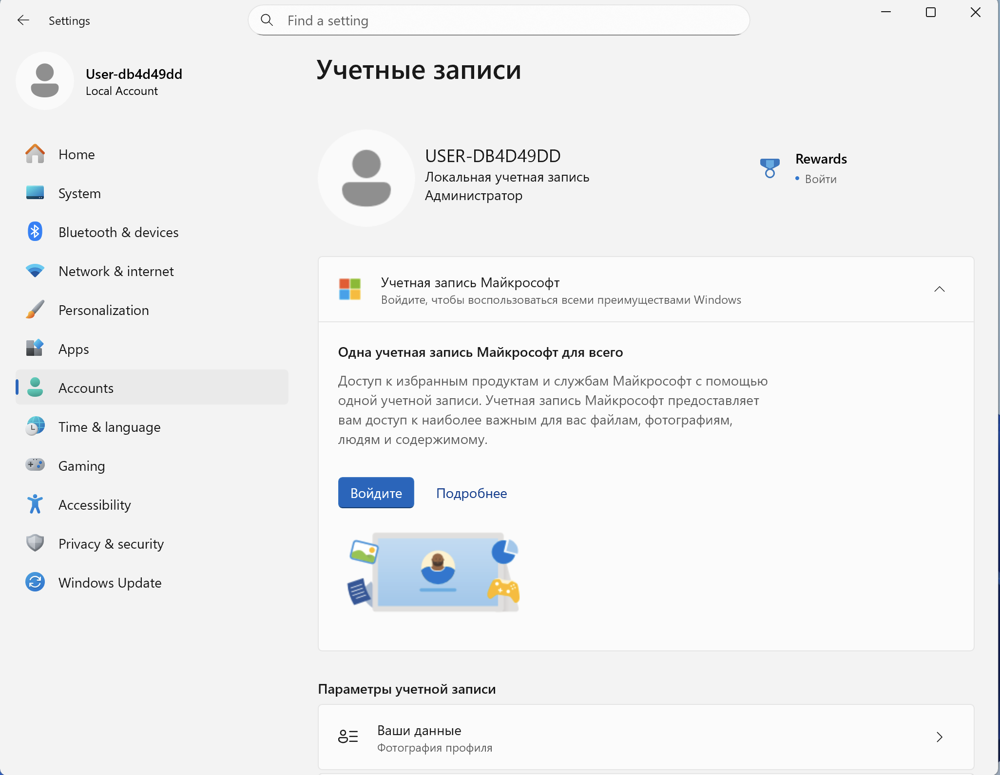 Settings
Find a setting
User-db4d49dd
Local Account
Home
System
Bluetooth & devices
Network & internet
Personalization
Apps
Accounts
Time & language
Gaming
Accessibility
Privacy & security
Windows Update
Учетные записи
USER-DB4D49DD
Локальная учетная запись
Администратор
Rewards
Войти
Учетная запись Майкрософт
Войдите, чтобы воспользоваться всеми преимуществами Windows
Одна учетная запись Майкрософт для всего
Доступ к избранным продуктам и службам Майкрософт с помощью
одной учетной записи. Учетная запись Майкрософт предоставляет
вам доступ к наиболее важным для вас файлам, фотографиям,
людям и содержимому.
Войдите
Подробнее
Параметры учетной записи
Ваши данные
Фотография профиля